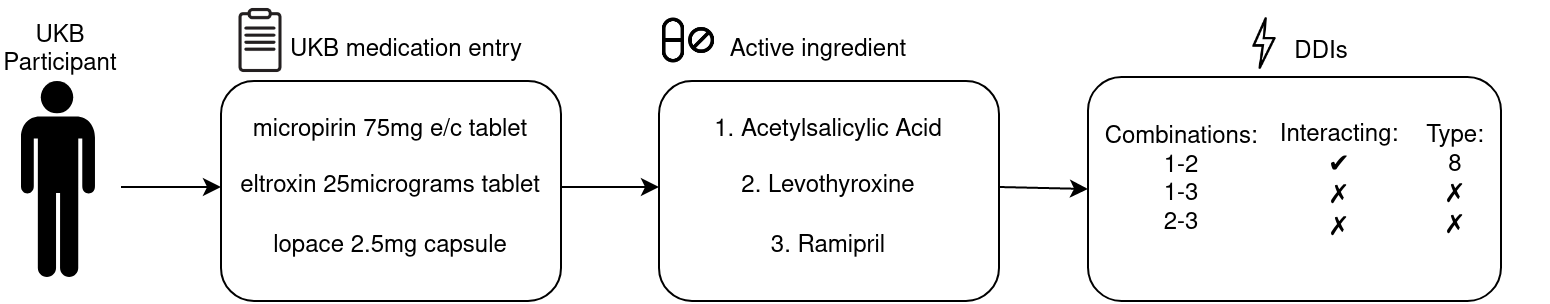 UKB
Participant
UKB medication entry
micropirin 75mg e/c tablet
eltroxin 25micrograms tablet
lopace 2.5mg capsule
Active ingredient
1. Acetylsalicylic Acid
2. Levothyroxine
3. Ramipril
DDIs
Combinations: Interacting: Type:
1-2 ✔ 8
1-3 ✗ ✗
2-3 ✗ ✗